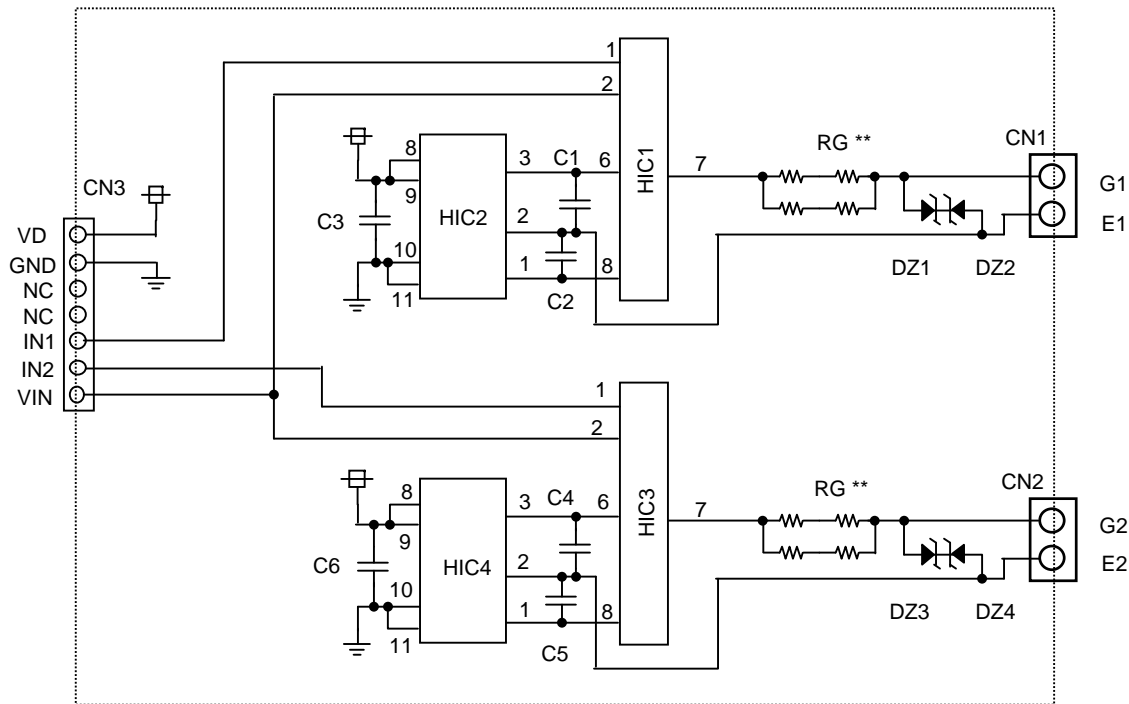 1
2
RG **
CN1
8
3
C1
6
HIC1
7
G1
CN3
9
HIC2
C3
2
E1
VD
10
1
8
DZ1
DZ2
GND
11
C2
NC
NC
IN1
IN2
VIN
1
2
RG **
CN2
8
3
C4
6
HIC3
7
G2
9
C6
HIC4
2
E2
10
1
8
DZ3
DZ4
11
C5